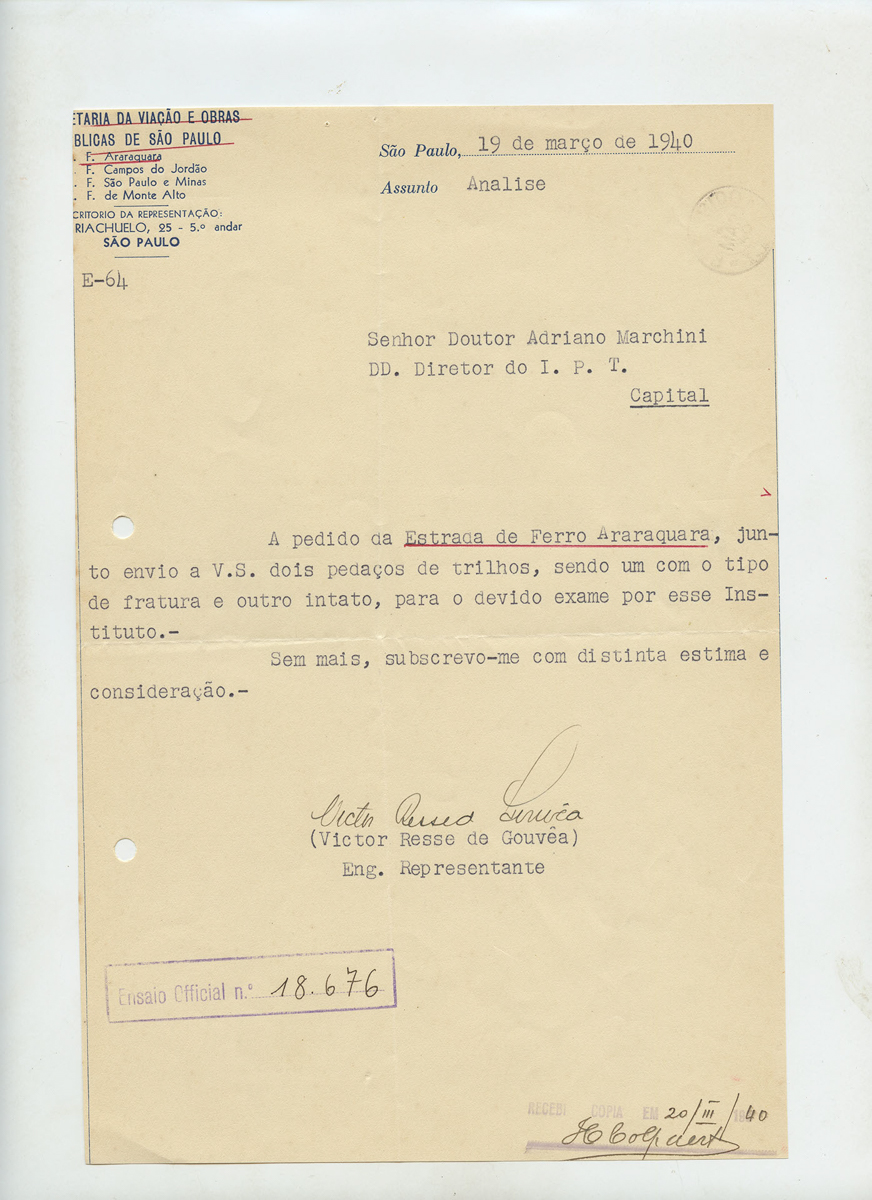 ETARIA DA VIAÇÃO E OBRAS
BLICAS DE SÃO PAULO
. F. Araraquara
. F. Campos do Jordão
. F. São Paulo e Minas
. F. de Monte Alto
CRITORIO DA REPRESENTAÇÃO:
RIACHUELO, 25 - 5.º andar
SÃO PAULO
E-64
São Paulo, 19 de março de 1940
Assunto Analise
Senhor Doutor Adriano Marchini
DD. Diretor do I. P. T.
Capital
A pedido da Estrada de Ferro Araraquara, jun-
to envio a V.S. dois pedaços de trilhos, sendo um com o tipo
de fratura e outro intato, para o devido exame por esse Ins-
tituto.-
Sem mais, subscrevo-me com distinta estima e
consideração.-
(Victor Resse de Gouvêa)
Eng. Representante
Ensaio Official n.º 18.676
RECEBI COPIA EM 20/III/1940
HColpaert